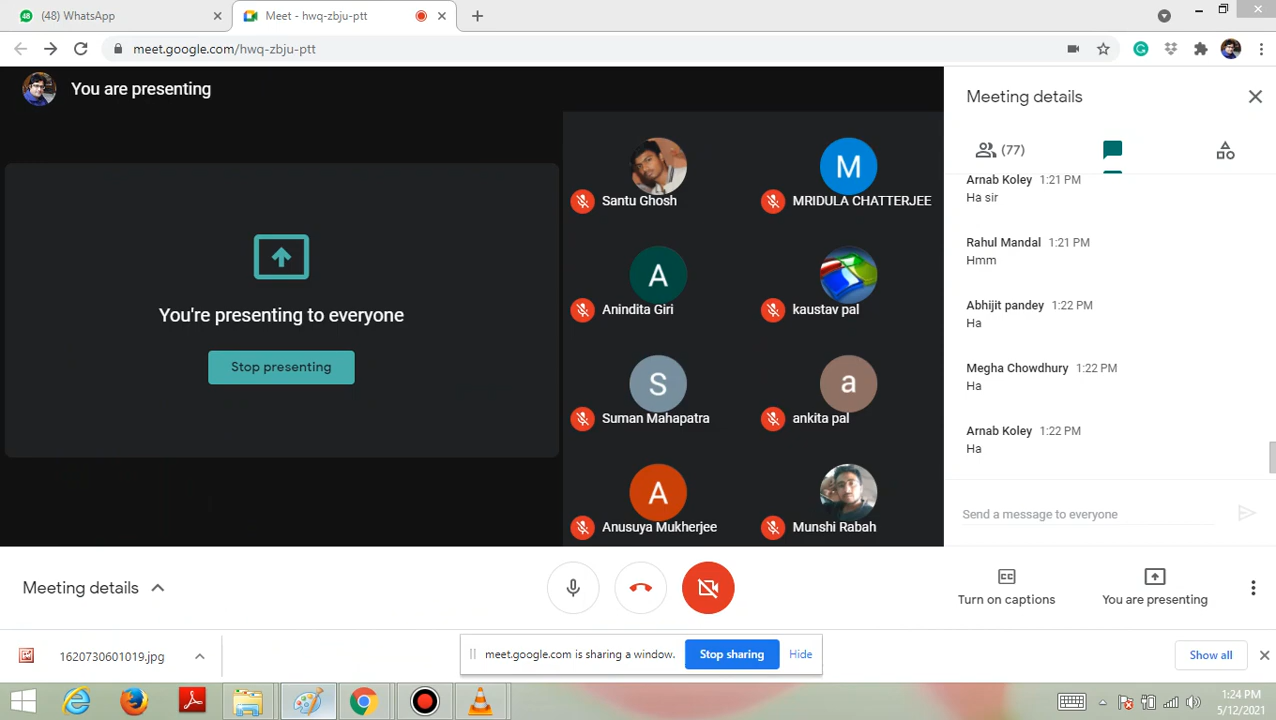 (48) WhatsApp
Meet - hwq-zbju-ptt
meet.google.com/hwq-zbju-ptt
You are presenting
You're presenting to everyone
Stop presenting
Santu Ghosh
M
MRIDULA CHATTERJEE
A
Anindita Giri
kaustav pal
S
Suman Mahapatra
a
ankita pal
A
Anusuya Mukherjee
Munshi Rabah
Meeting details
(77)
Arnab Koley 1:21 PM
Ha sir
Rahul Mandal 1:21 PM
Hmm
Abhijit pandey 1:22 PM
Ha
Megha Chowdhury 1:22 PM
Ha
Arnab Koley 1:22 PM
Ha
Send a message to everyone
Meeting details
CC
Turn on captions
You are presenting
1620730601019.jpg
meet.google.com is sharing a window.
Stop sharing
Hide
Show all
1:24 PM
5/12/2021